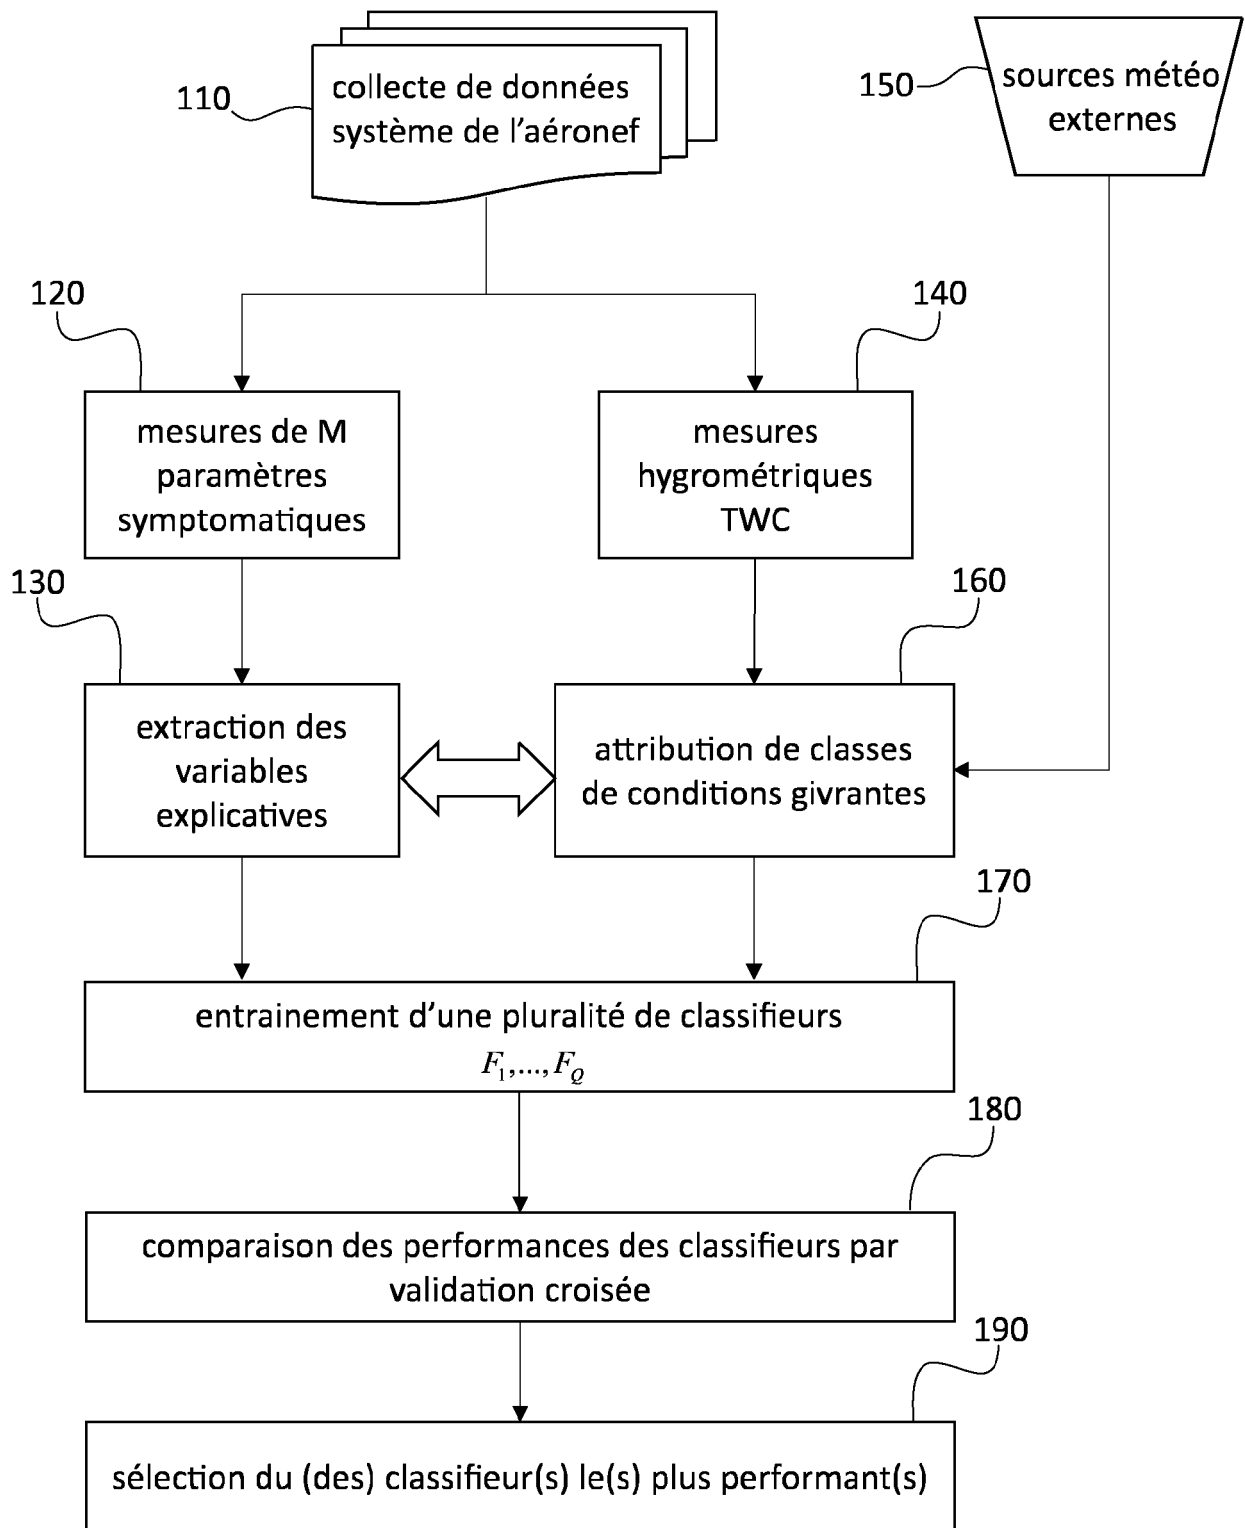 110
collecte de données
système de l'aéronef
150
sources météo
externes
120
140
mesures de M
paramètres
symptomatiques
mesures
hygrométriques
TWC
130
160
extraction des
variables
explicatives
attribution de classes
de conditions givrantes
170
entrainement d'une pluralité de classifieurs
F₁,...,F_Q
180
comparaison des performances des classifieurs par
validation croisée
190
sélection du (des) classifieur(s) le(s) plus performant(s)